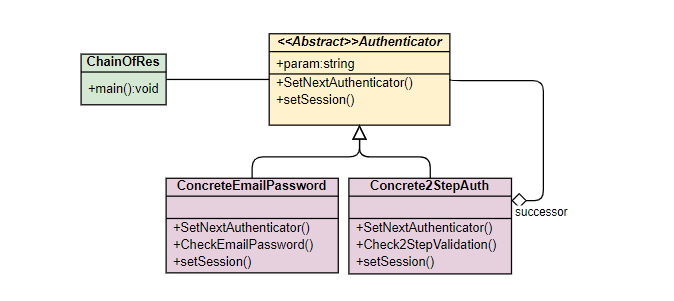 <<Abstract>>Authenticator
+param:string
+SetNextAuthenticator()
+setSession()
ChainOfRes
+main():void
ConcreteEmailPassword
+SetNextAuthenticator()
+CheckEmailPassword()
+setSession()
Concrete2StepAuth
+SetNextAuthenticator()
+Check2StepValidation()
+setSession()
successor